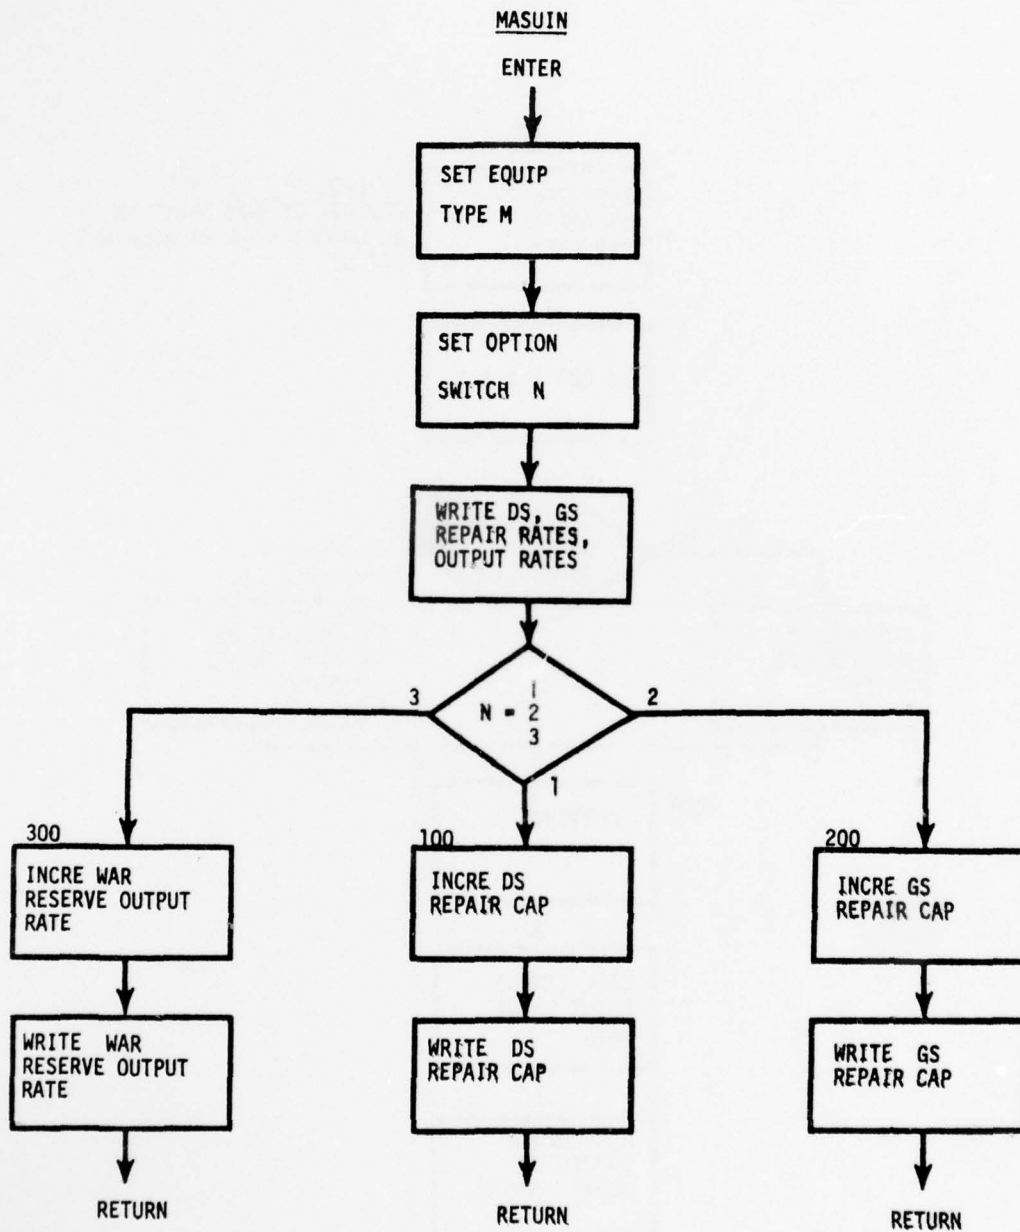 MASUIN
ENTER
SET EQUIP
TYPE M
SET OPTION
SWITCH N
WRITE DS, GS
REPAIR RATES,
OUTPUT RATES
1
N = 2
3
3
2
1
300
INCRE WAR
RESERVE OUTPUT
RATE
WRITE WAR
RESERVE OUTPUT
RATE
RETURN
100
INCRE DS
REPAIR CAP
WRITE DS
REPAIR CAP
RETURN
200
INCRE GS
REPAIR CAP
WRITE GS
REPAIR CAP
RETURN